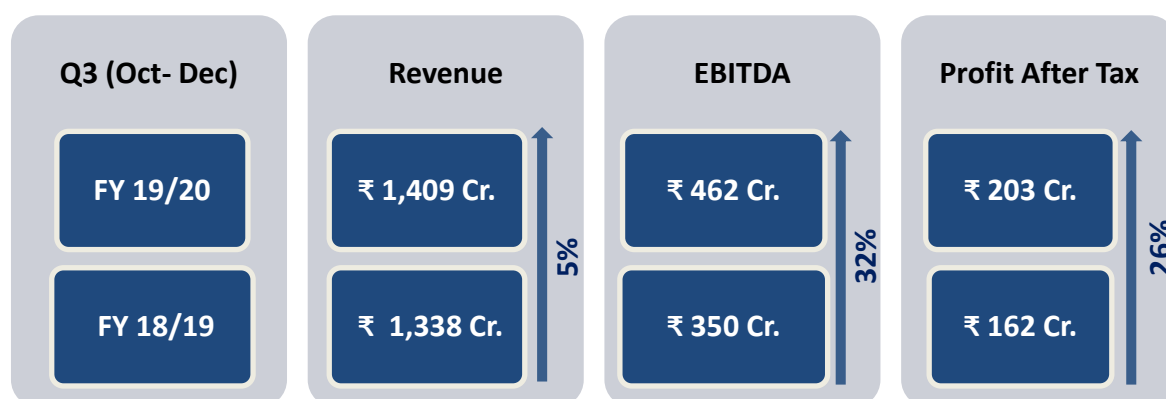 Q3 (Oct- Dec)
Revenue
EBITDA
Profit After Tax
FY 19/20
₹ 1,409 Cr.
₹ 462 Cr.
₹ 203 Cr.
5%
32%
26%
FY 18/19
₹ 1,338 Cr.
₹ 350 Cr.
₹ 162 Cr.